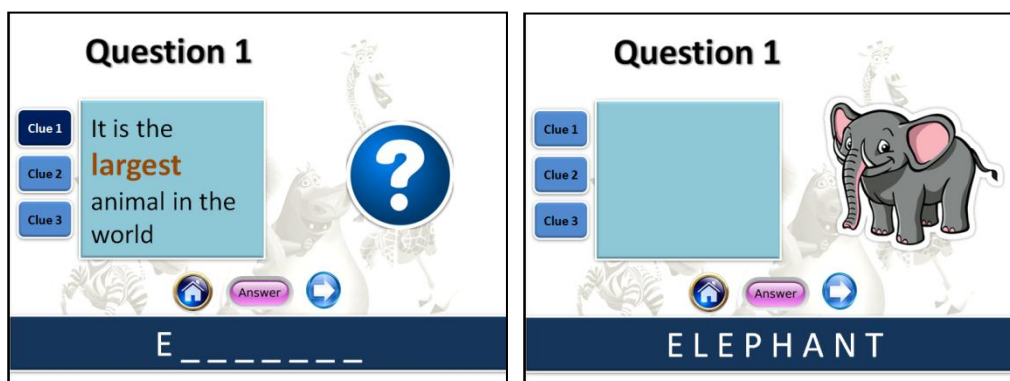 Question 1
Clue 1
Clue 2
Clue 3
It is the
largest
animal in the
world
?
Answer
E _ _ _ _ _ _ _
Question 1
Clue 1
Clue 2
Clue 3
Answer
E L E P H A N T